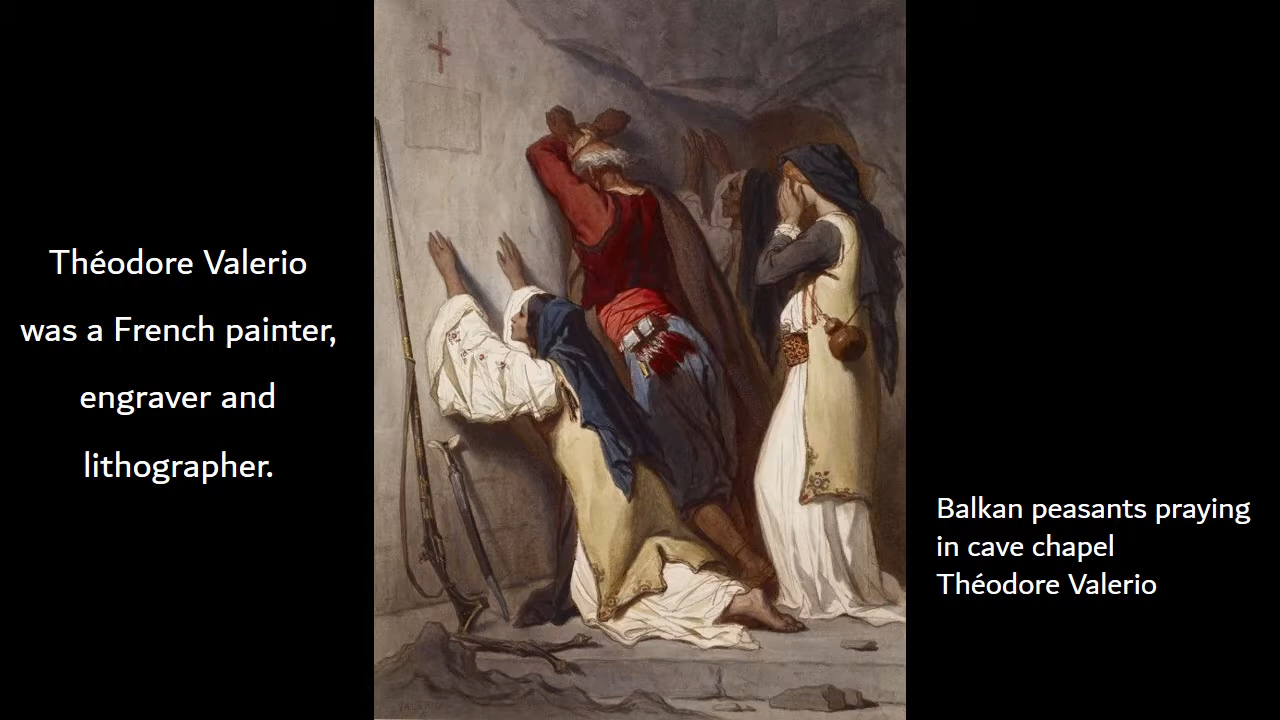 Théodore Valerio
was a French painter,
engraver and
lithographer.
Balkan peasants praying
in cave chapel
Théodore Valerio